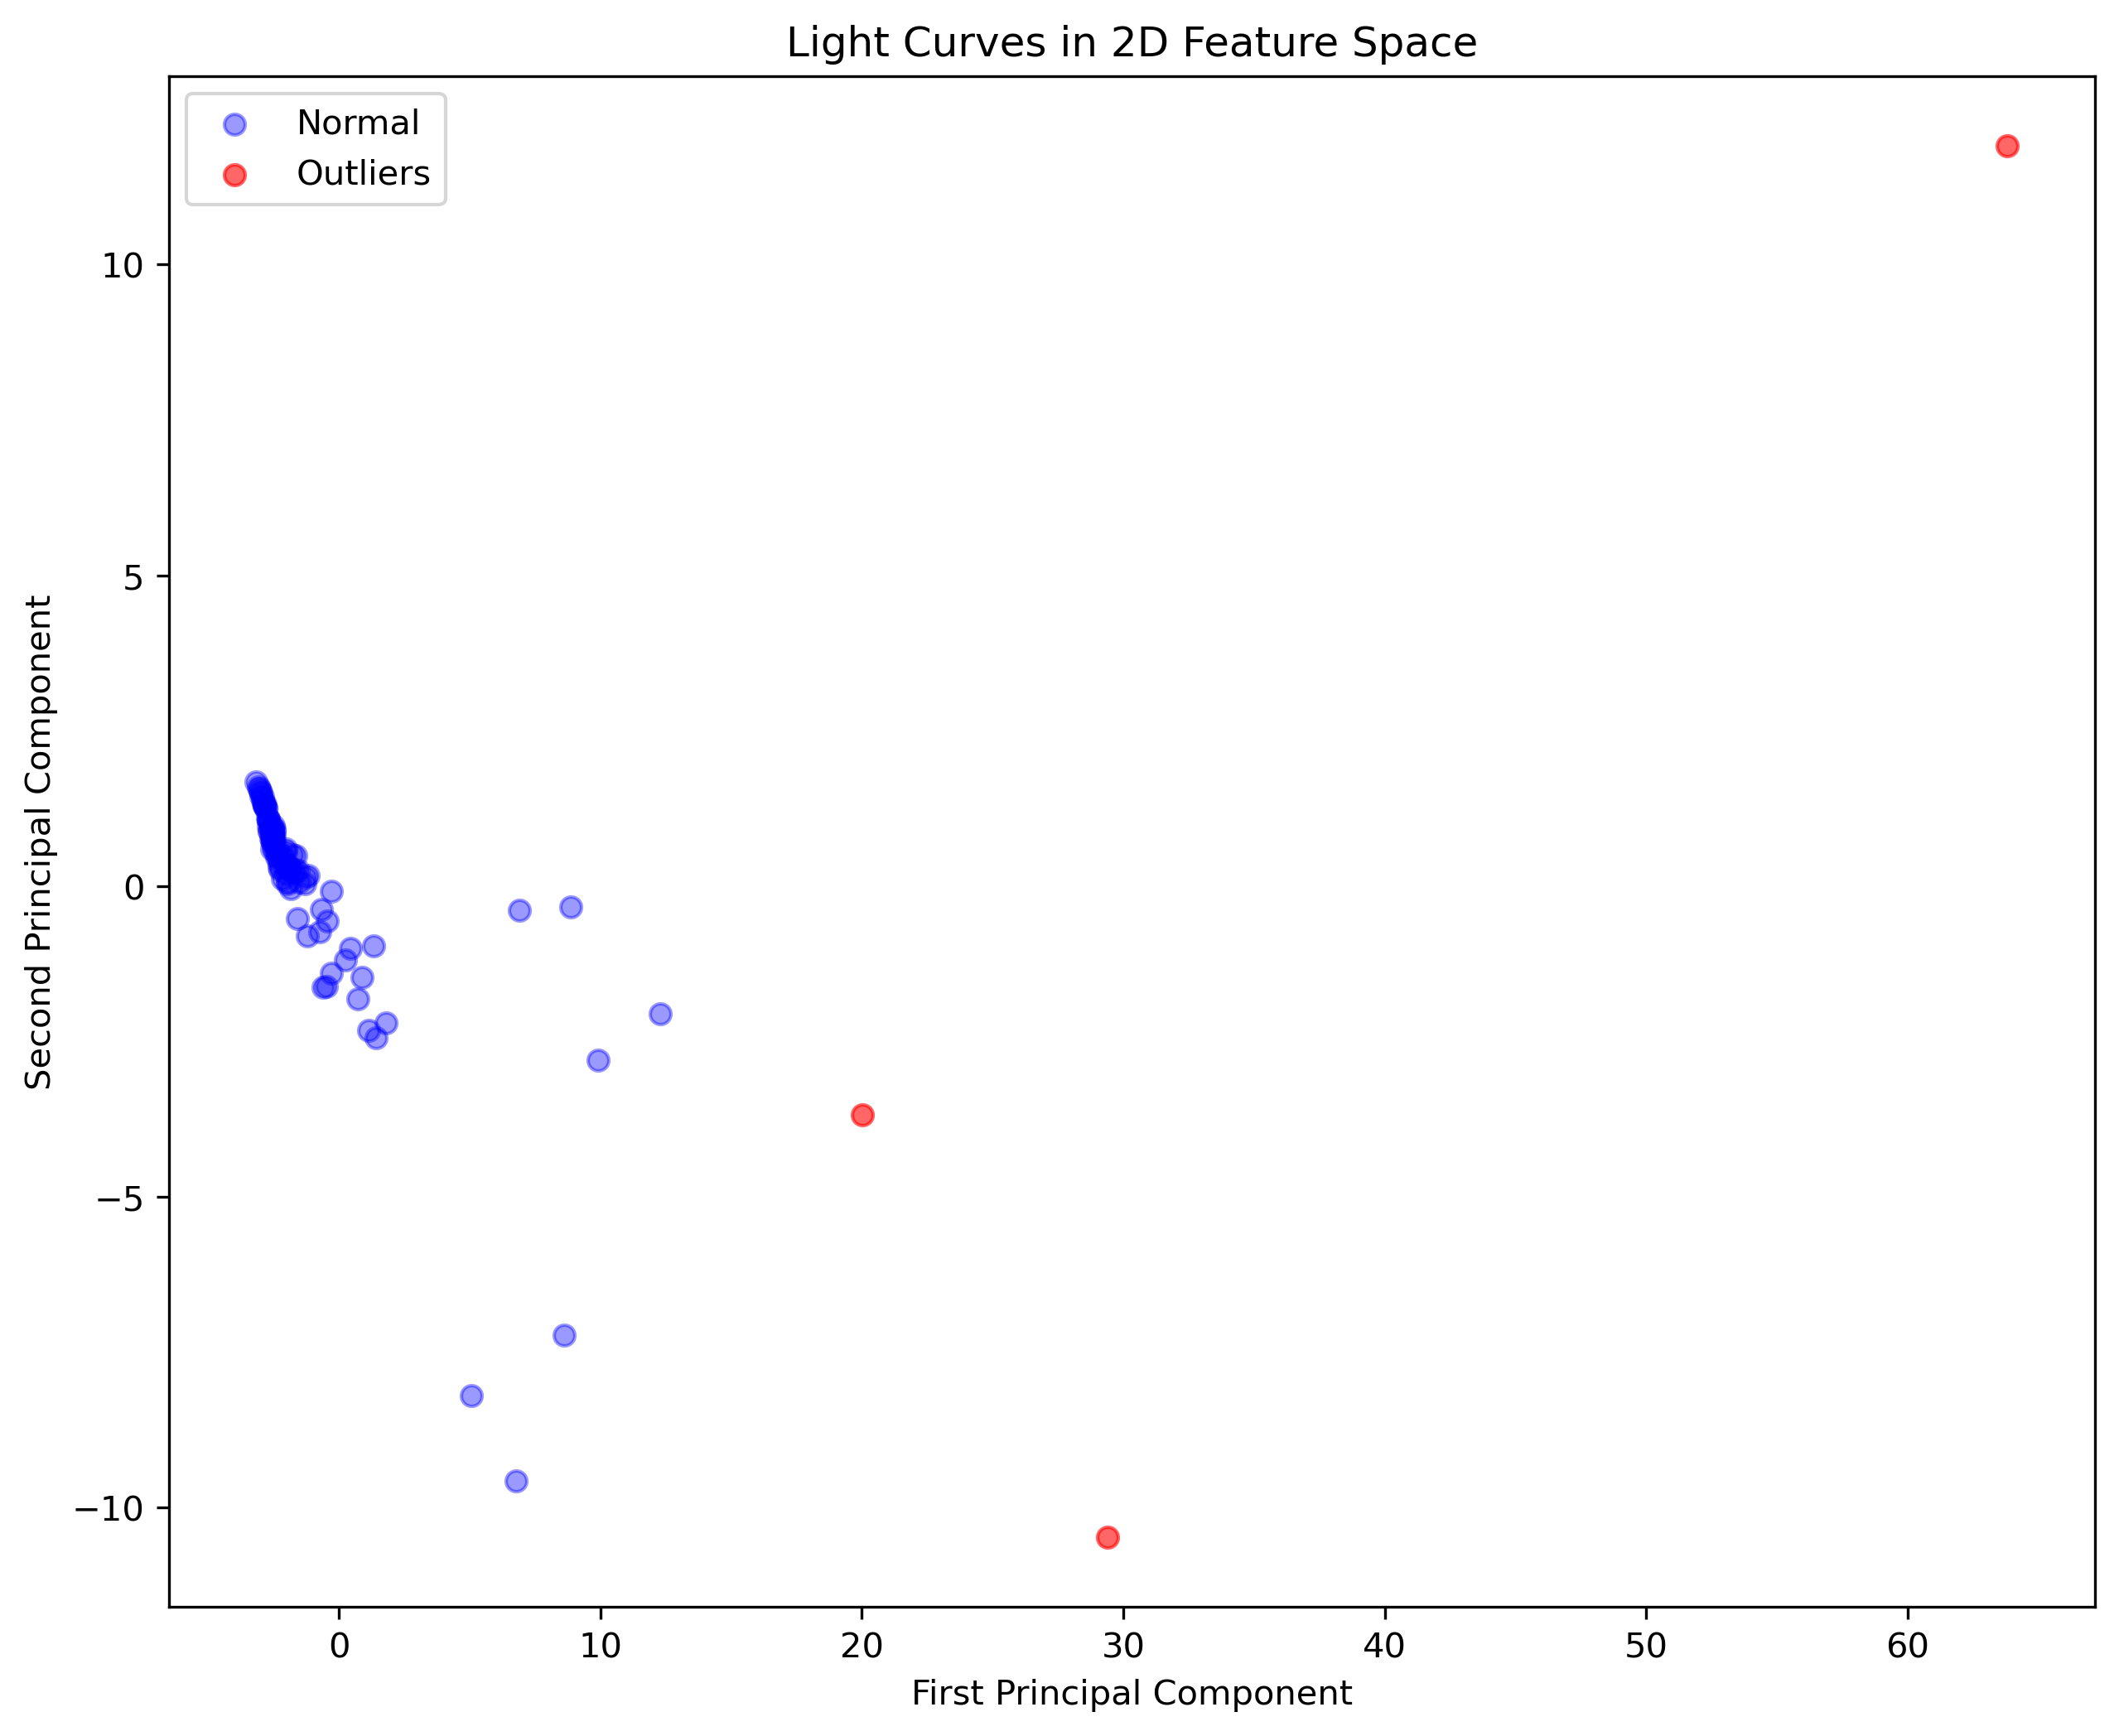 Light Curves in 2D Feature Space
Normal
Outliers
10
5
0
−5
−10
Second Principal Component
0
10
20
30
40
50
60
First Principal Component